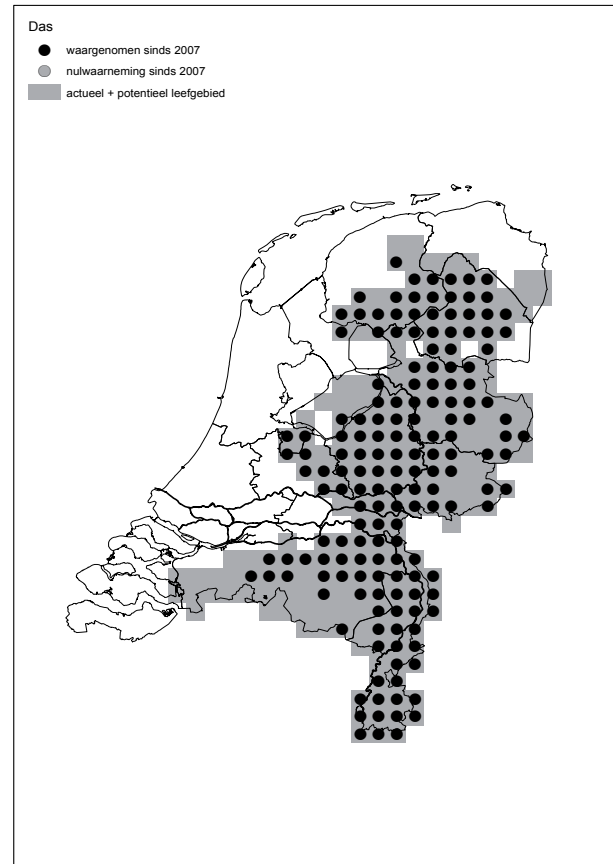 Das
waargenomen sinds 2007
nulwaarneming sinds 2007
actueel + potentieel leefgebied